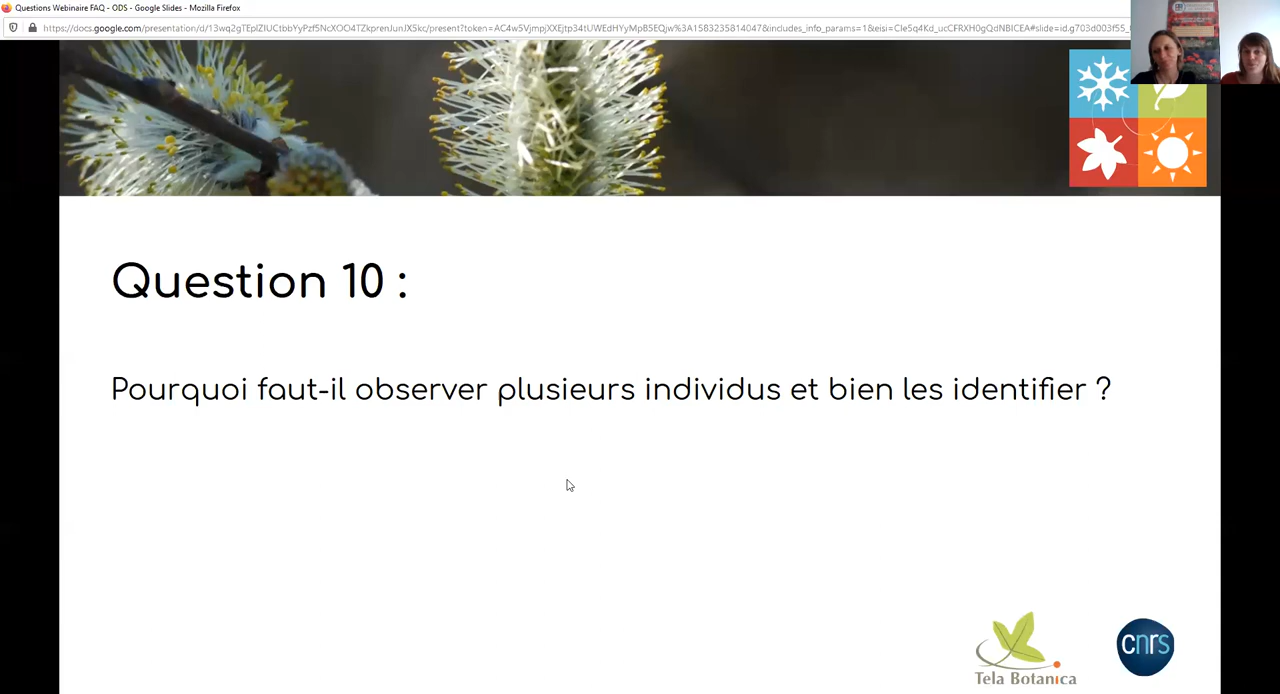 Questions Webinaire FAQ - ODS - Google Slides - Mozilla Firefox
Question 10 :
Pourquoi faut-il observer plusieurs individus et bien les identifier ?
Tela Botanica
cnrs